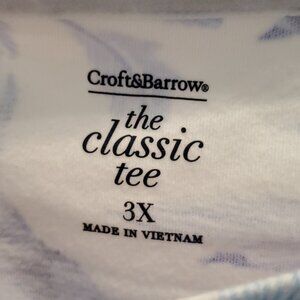 Croft&Barrow®
the
classic
tee
3X
MADE IN VIETNAM